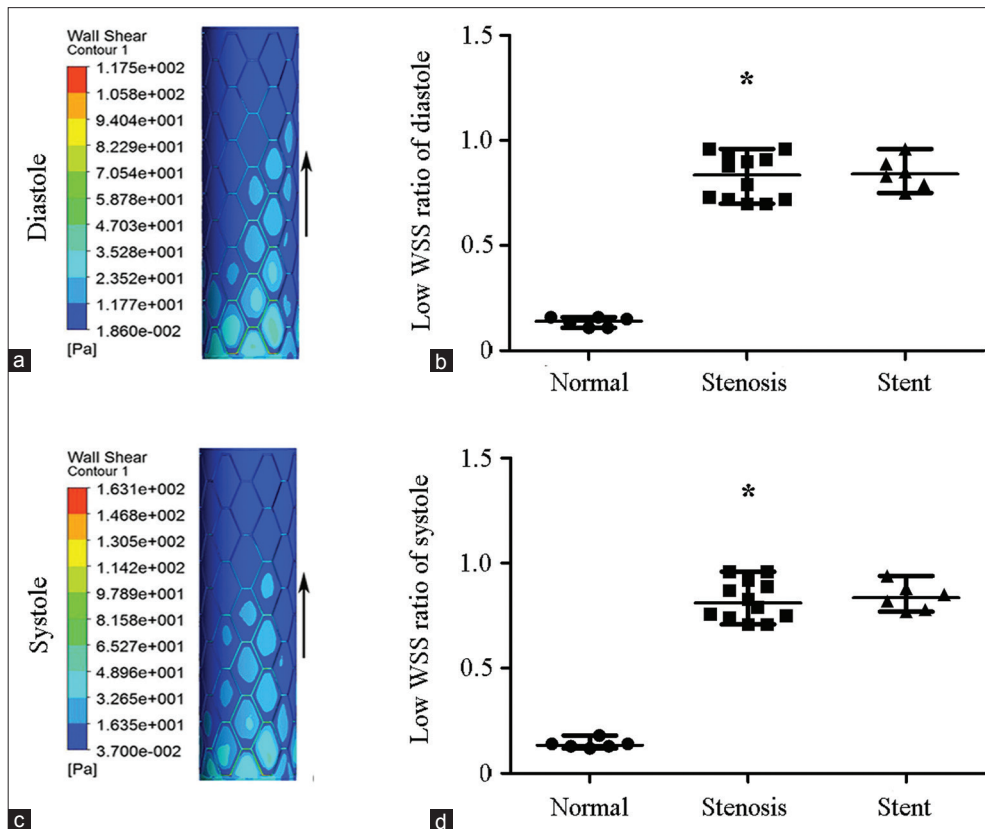 Wall Shear
Contour 1
1.175e+002
1.058e+002
9.404e+001
8.229e+001
7.054e+001
5.878e+001
4.703e+001
3.528e+001
2.352e+001
1.177e+001
1.860e-002
[Pa]
Diastole
a
Low WSS ratio of diastole
1.5
1.0
0.5
0
*
Normal
Stenosis
Stent
b
Wall Shear
Contour 1
1.631e+002
1.468e+002
1.305e+002
1.142e+002
9.789e+001
8.158e+001
6.527e+001
4.896e+001
3.265e+001
1.635e+001
3.700e-002
[Pa]
Systole
c
Low WSS ratio of systole
1.5
1.0
0.5
0
*
Normal
Stenosis
Stent
d